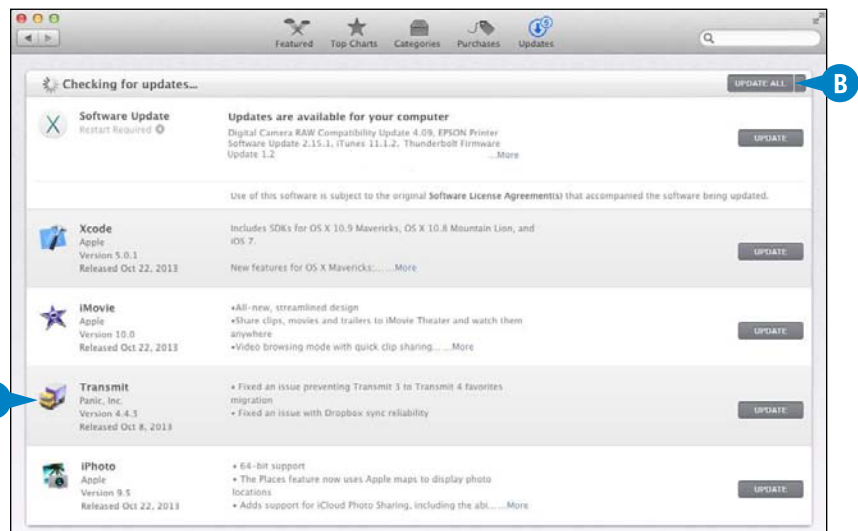 Featured Top Charts Categories Purchases Updates
5
Checking for updates...
UPDATE ALL
B
Software Update
Restart Required
Updates are available for your computer
Digital Camera RAW Compatibility Update 4.09, EPSON Printer
Software Update 2.15.1, iTunes 11.1.2, Thunderbolt Firmware
Update 1.2
...More
UPDATE
Use of this software is subject to the original Software License Agreement(s) that accompanied the software being updated.
Xcode
Apple
Version 5.0.1
Released Oct 22, 2013
Includes SDKs for OS X 10.9 Mavericks, OS X 10.8 Mountain Lion, and
iOS 7.
New features for OS X Mavericks:... ...More
UPDATE
iMovie
Apple
Version 10.0
Released Oct 22, 2013
•All-new, streamlined design
•Share clips, movies and trailers to iMovie Theater and watch them
anywhere
•Video browsing mode with quick clip sharing... ...More
UPDATE
Transmit
Panic, Inc.
Version 4.4.3
Released Oct 8, 2013
• Fixed an issue preventing Transmit 3 to Transmit 4 favorites
migration
• Fixed an issue with Dropbox sync reliability
UPDATE
iPhoto
Apple
Version 9.5
Released Oct 22, 2013
• 64-bit support
• The Places feature now uses Apple maps to display photo
locations
• Adds support for iCloud Photo Sharing, including the abi... ...More
UPDATE